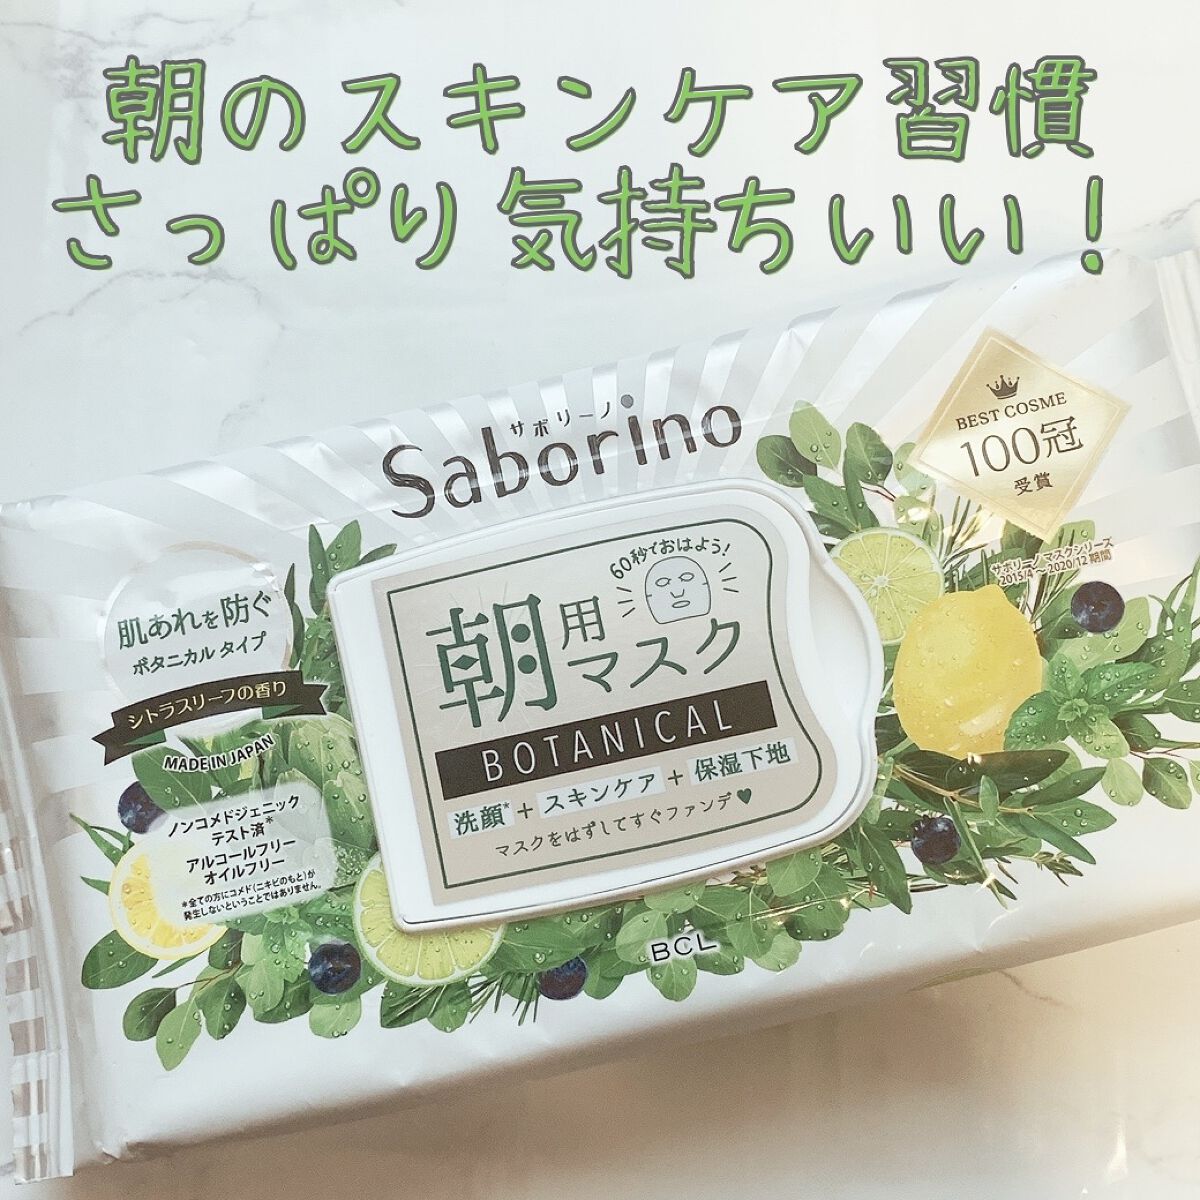 朝のスキンケア習慣
さっぱり気持ちいい！
サボリーノ
Saborino
BEST COSME
100冠
受賞
サボリーノマスクシリーズ
2015/4～2020/12期間
60秒でおはよう!
朝用マスク
BOTANICAL
洗顔*+スキンケア+保湿下地
マスクをはずしてすぐファンデ♥
肌あれを防ぐ
ボタニカルタイプ
シトラスリーフの香り
MADE IN JAPAN
ノンコメドジェニック
テスト済*
アルコールフリー
オイルフリー
*全ての方にコメド(ニキビのもと)が
発生しないということではありません。
BCL